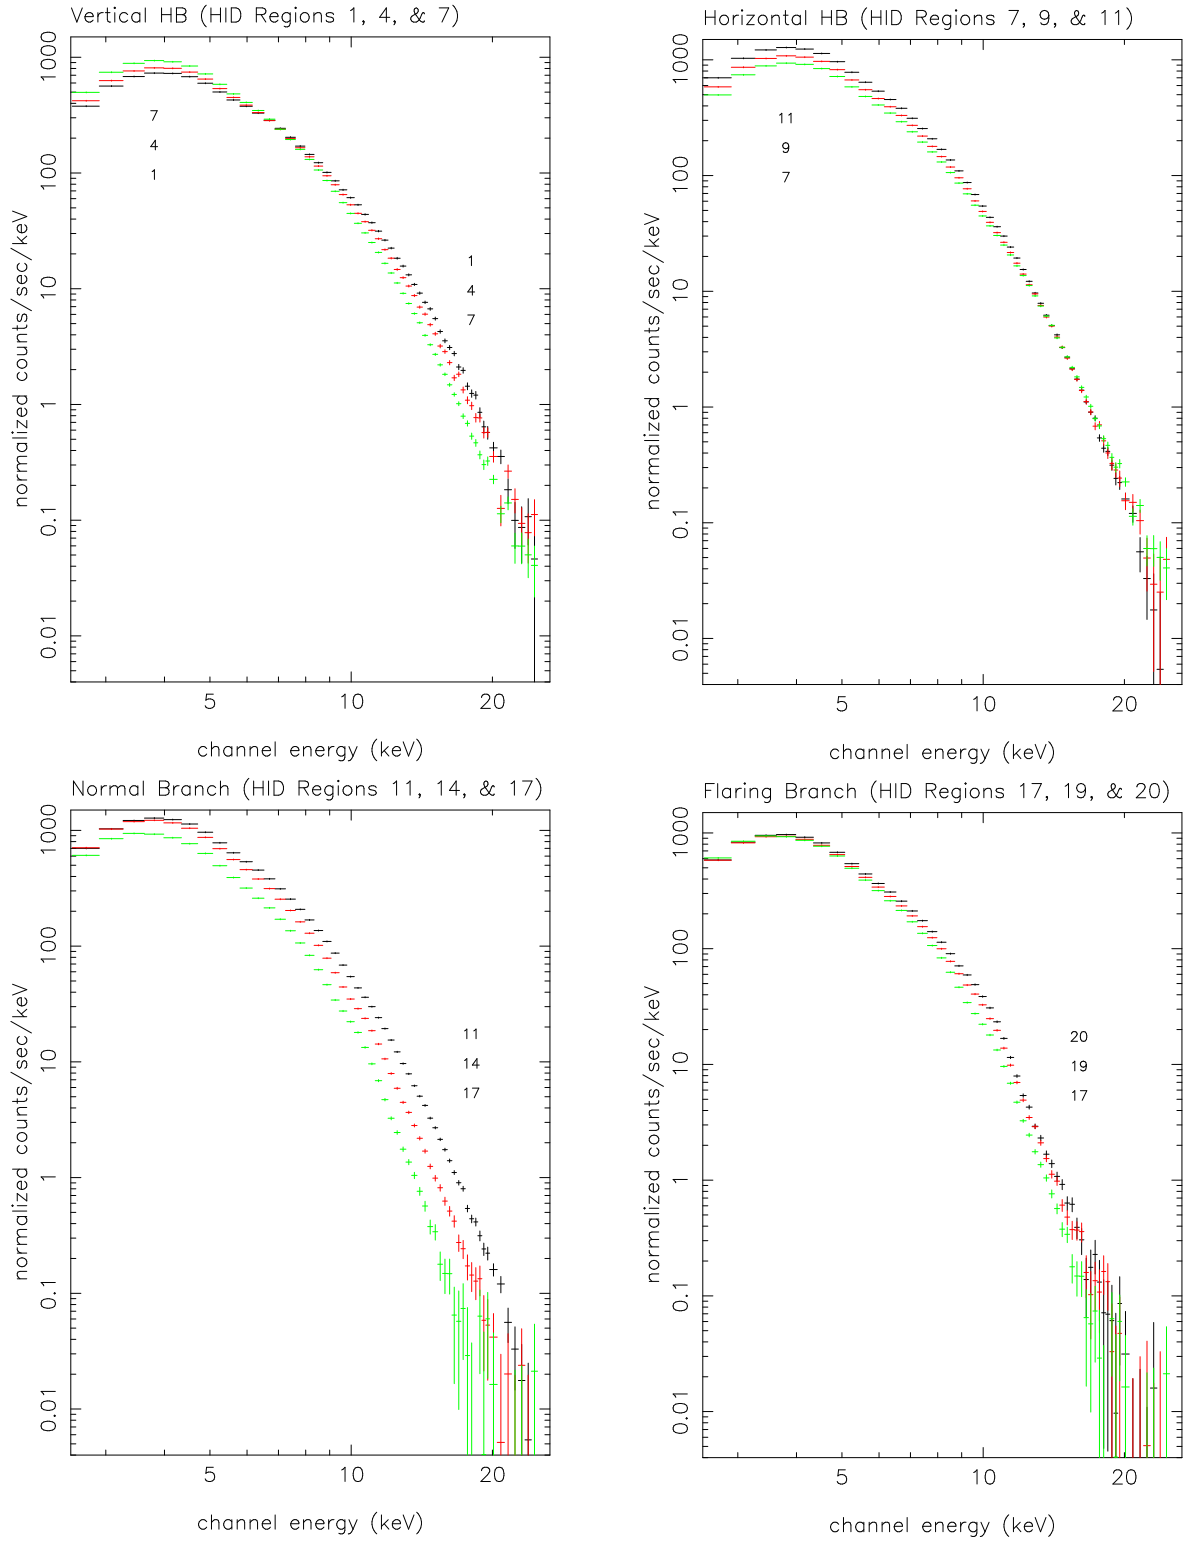 Vertical HB (HID Regions 1, 4, & 7)
normalized counts/sec/keV
1000
100
10
1
0.1
0.01
7
4
1
1
4
7
5 10 20
channel energy (keV)
Horizontal HB (HID Regions 7, 9, & 11)
normalized counts/sec/keV
1000
100
10
1
0.1
0.01
11
9
7
5 10 20
channel energy (keV)
Normal Branch (HID Regions 11, 14, & 17)
normalized counts/sec/keV
1000
100
10
1
0.1
0.01
11
14
17
5 10 20
channel energy (keV)
Flaring Branch (HID Regions 17, 19, & 20)
normalized counts/sec/keV
1000
100
10
1
0.1
0.01
20
19
17
5 10 20
channel energy (keV)